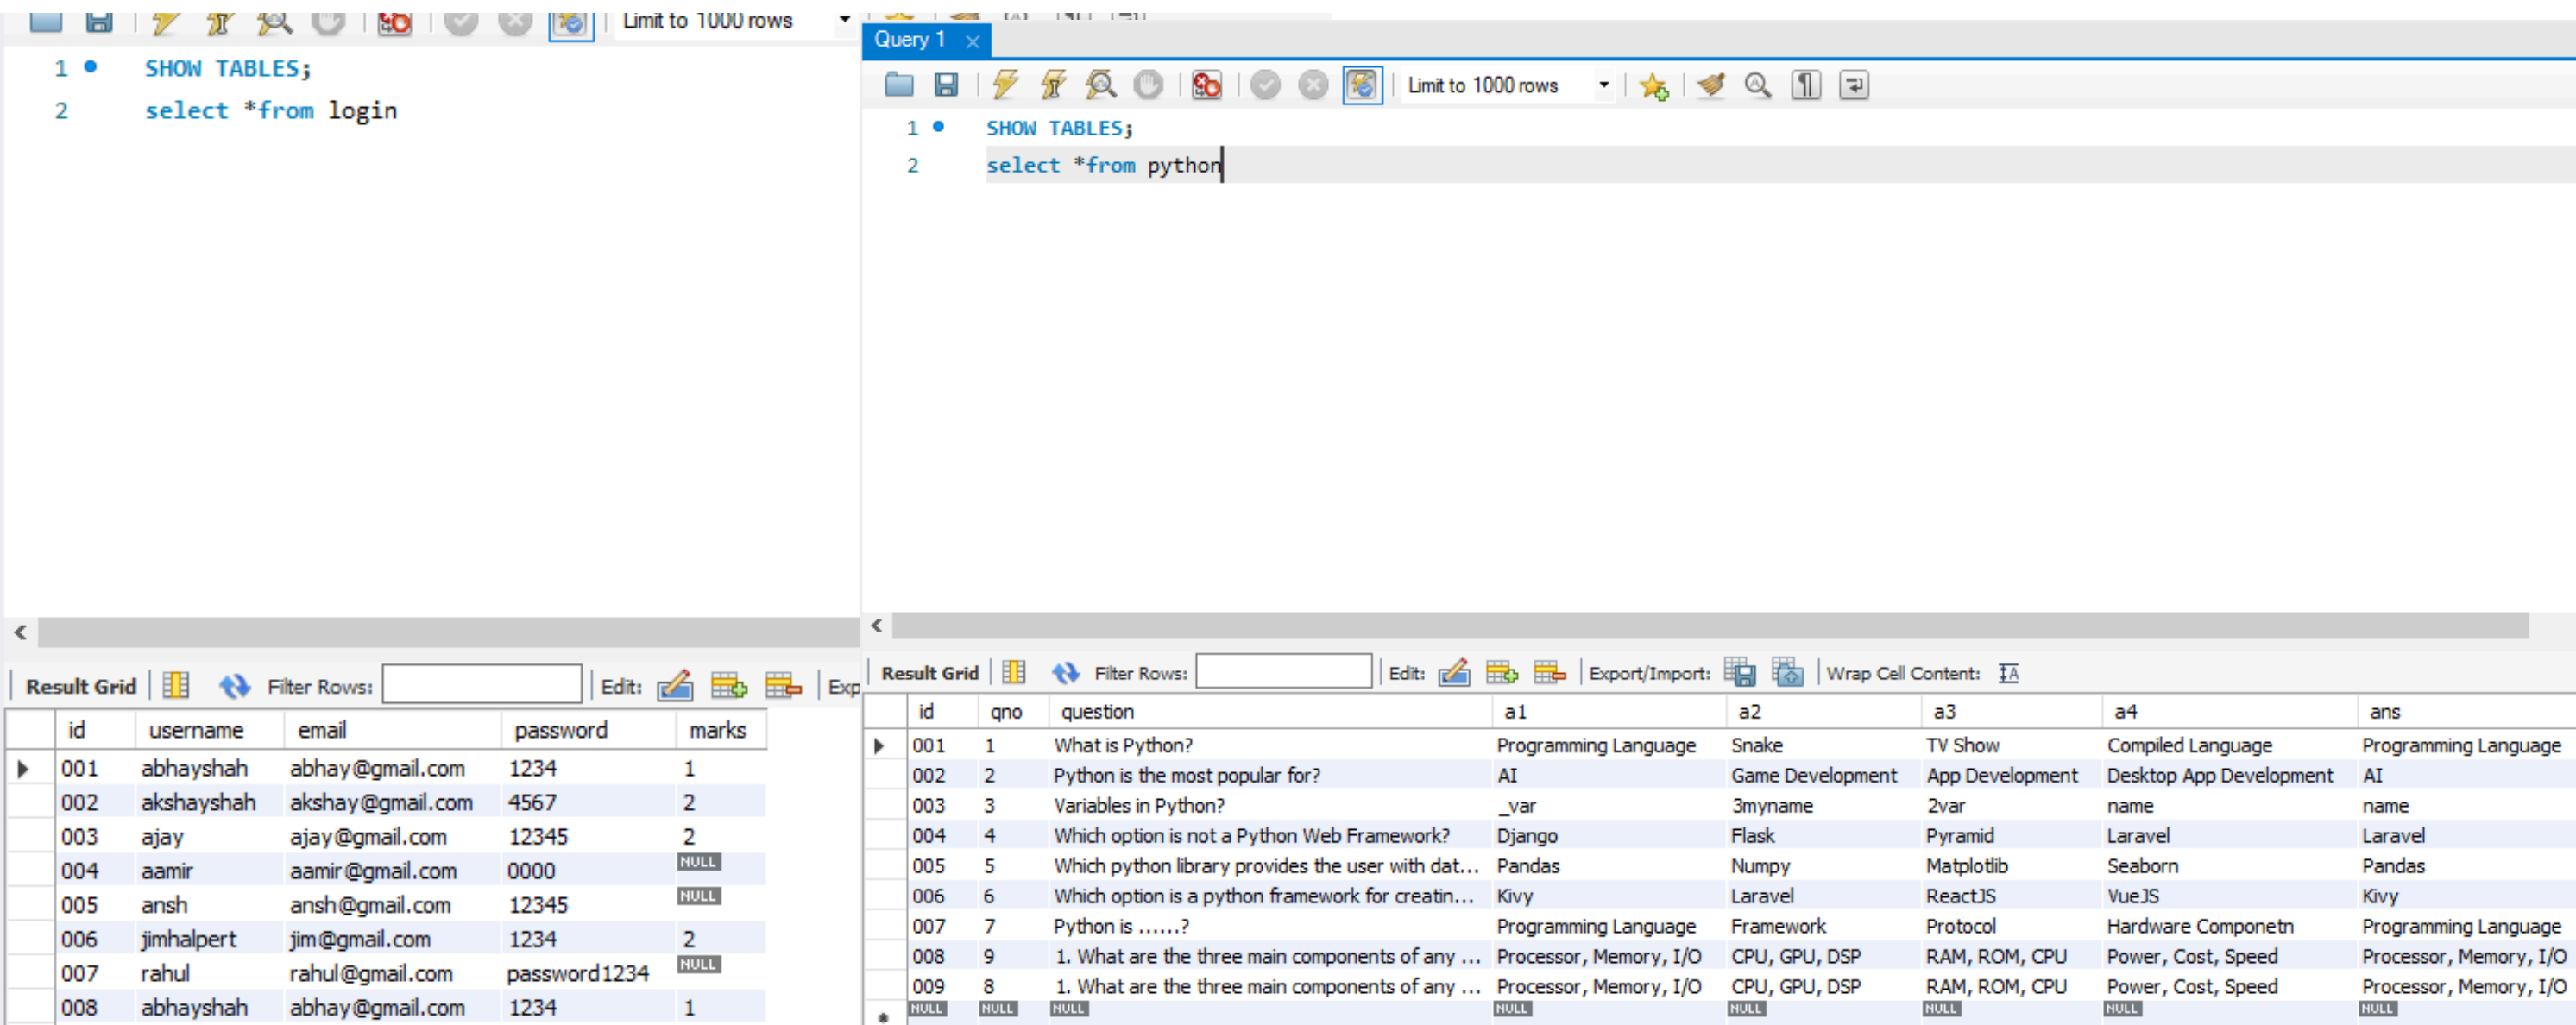 Limit to 1000 rows
1 SHOW TABLES;
2 select *from login
Result Grid Filter Rows: Edit: Exp
id username email password marks
001 abhayshah abhay@gmail.com 1234 1
002 akshayshah akshay@gmail.com 4567 2
003 ajay ajay@gmail.com 12345 2
004 aamir aamir@gmail.com 0000 NULL
005 ansh ansh@gmail.com 12345 NULL
006 jimhalpert jim@gmail.com 1234 2
007 rahul rahul@gmail.com password1234 NULL
008 abhayshah abhay@gmail.com 1234 1
Query 1
Limit to 1000 rows
1 SHOW TABLES;
2 select *from python
Result Grid Filter Rows: Edit: Export/Import: Wrap Cell Content:
id qno question a1 a2 a3 a4 ans
001 1 What is Python? Programming Language Snake TV Show Compiled Language Programming Language
002 2 Python is the most popular for? AI Game Development App Development Desktop App Development AI
003 3 Variables in Python? _var 3myname 2var name name
004 4 Which option is not a Python Web Framework? Django Flask Pyramid Laravel Laravel
005 5 Which python library provides the user with dat... Pandas Numpy Matplotlib Seaborn Pandas
006 6 Which option is a python framework for creatin... Kivy Laravel ReactJS VueJS Kivy
007 7 Python is ......? Programming Language Framework Protocol Hardware Componetn Programming Language
008 9 1. What are the three main components of any ... Processor, Memory, I/O CPU, GPU, DSP RAM, ROM, CPU Power, Cost, Speed Processor, Memory, I/O
009 8 1. What are the three main components of any ... Processor, Memory, I/O CPU, GPU, DSP RAM, ROM, CPU Power, Cost, Speed Processor, Memory, I/O
NULL NULL NULL NULL NULL NULL NULL NULL